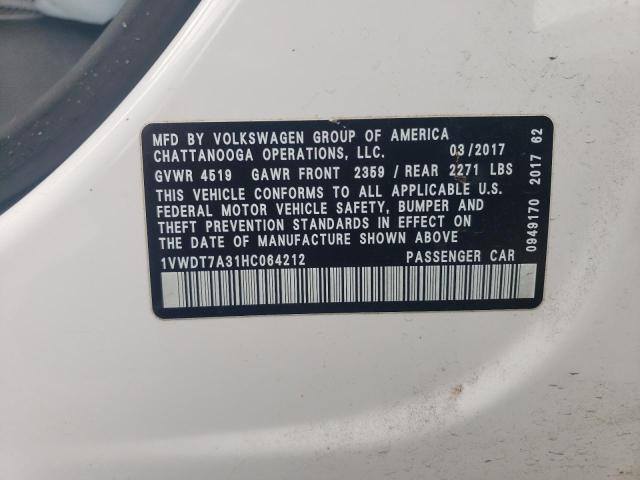 MFD BY VOLKSWAGEN GROUP OF AMERICA
CHATTANOOGA OPERATIONS, LLC. 03/2017
GVWR 4519 GAWR FRONT 2359 / REAR 2271 LBS
THIS VEHICLE CONFORMS TO ALL APPLICABLE U.S.
FEDERAL MOTOR VEHICLE SAFETY, BUMPER AND
THEFT PREVENTION STANDARDS IN EFFECT ON
THE DATE OF MANUFACTURE SHOWN ABOVE
1VWDT7A31HC064212 PASSENGER CAR
0949170 2017 62